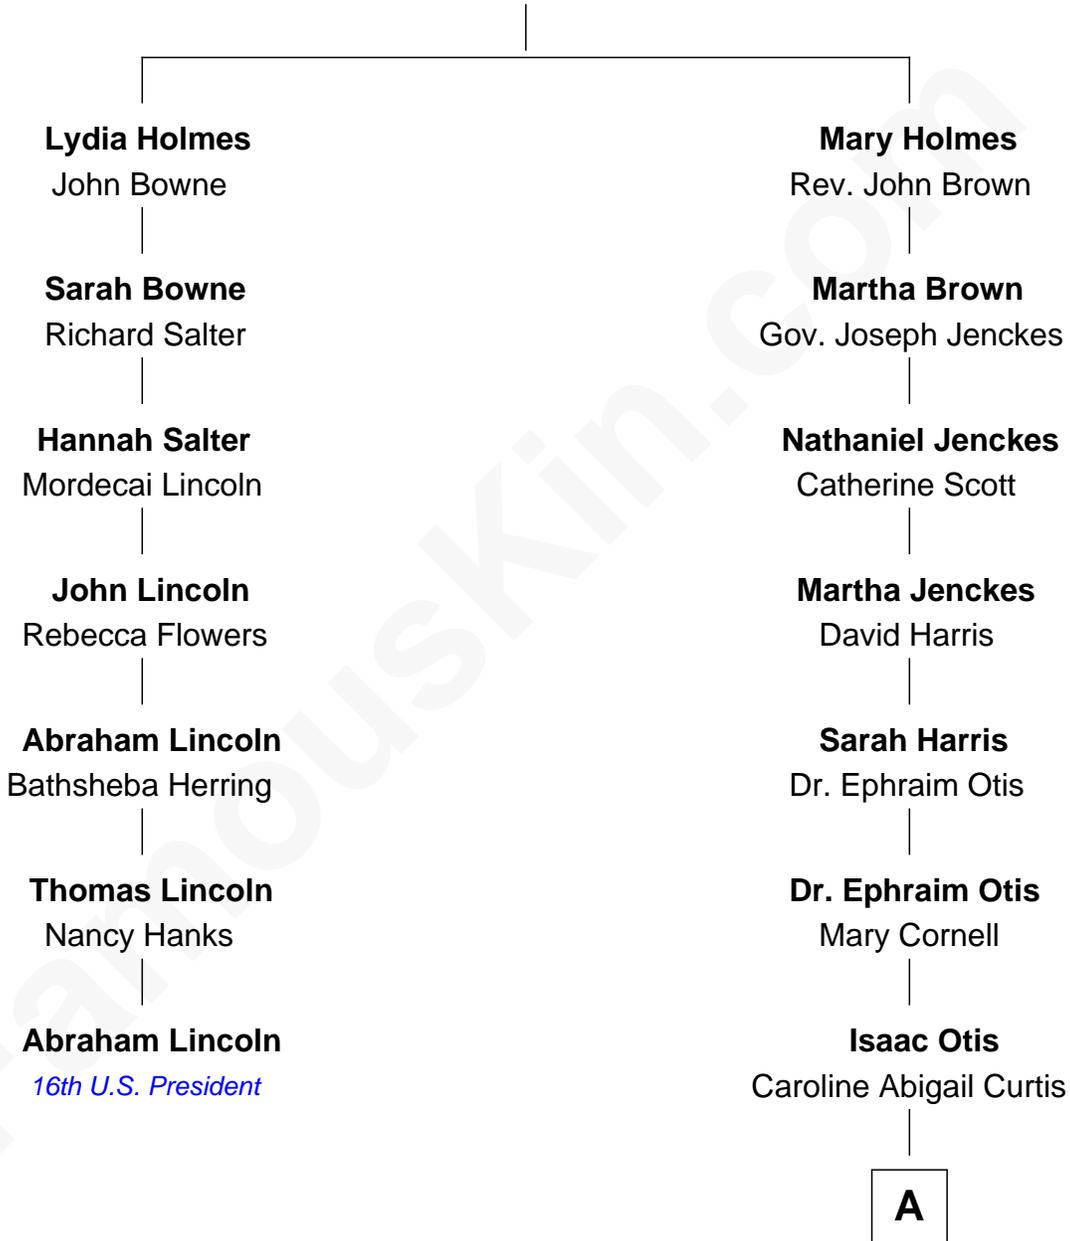 Lydia Holmes
John Bowne
Sarah Bowne
Richard Salter
Hannah Salter
Mordecai Lincoln
John Lincoln
Rebecca Flowers
Abraham Lincoln
Bathsheba Herring
Thomas Lincoln
Nancy Hanks
Abraham Lincoln
16th U.S. President
Mary Holmes
Rev. John Brown
Martha Brown
Gov. Joseph Jenckes
Nathaniel Jenckes
Catherine Scott
Martha Jenckes
David Harris
Sarah Harris
Dr. Ephraim Otis
Dr. Ephraim Otis
Mary Cornell
Isaac Otis
Caroline Abigail Curtis
A
FamousKin.com